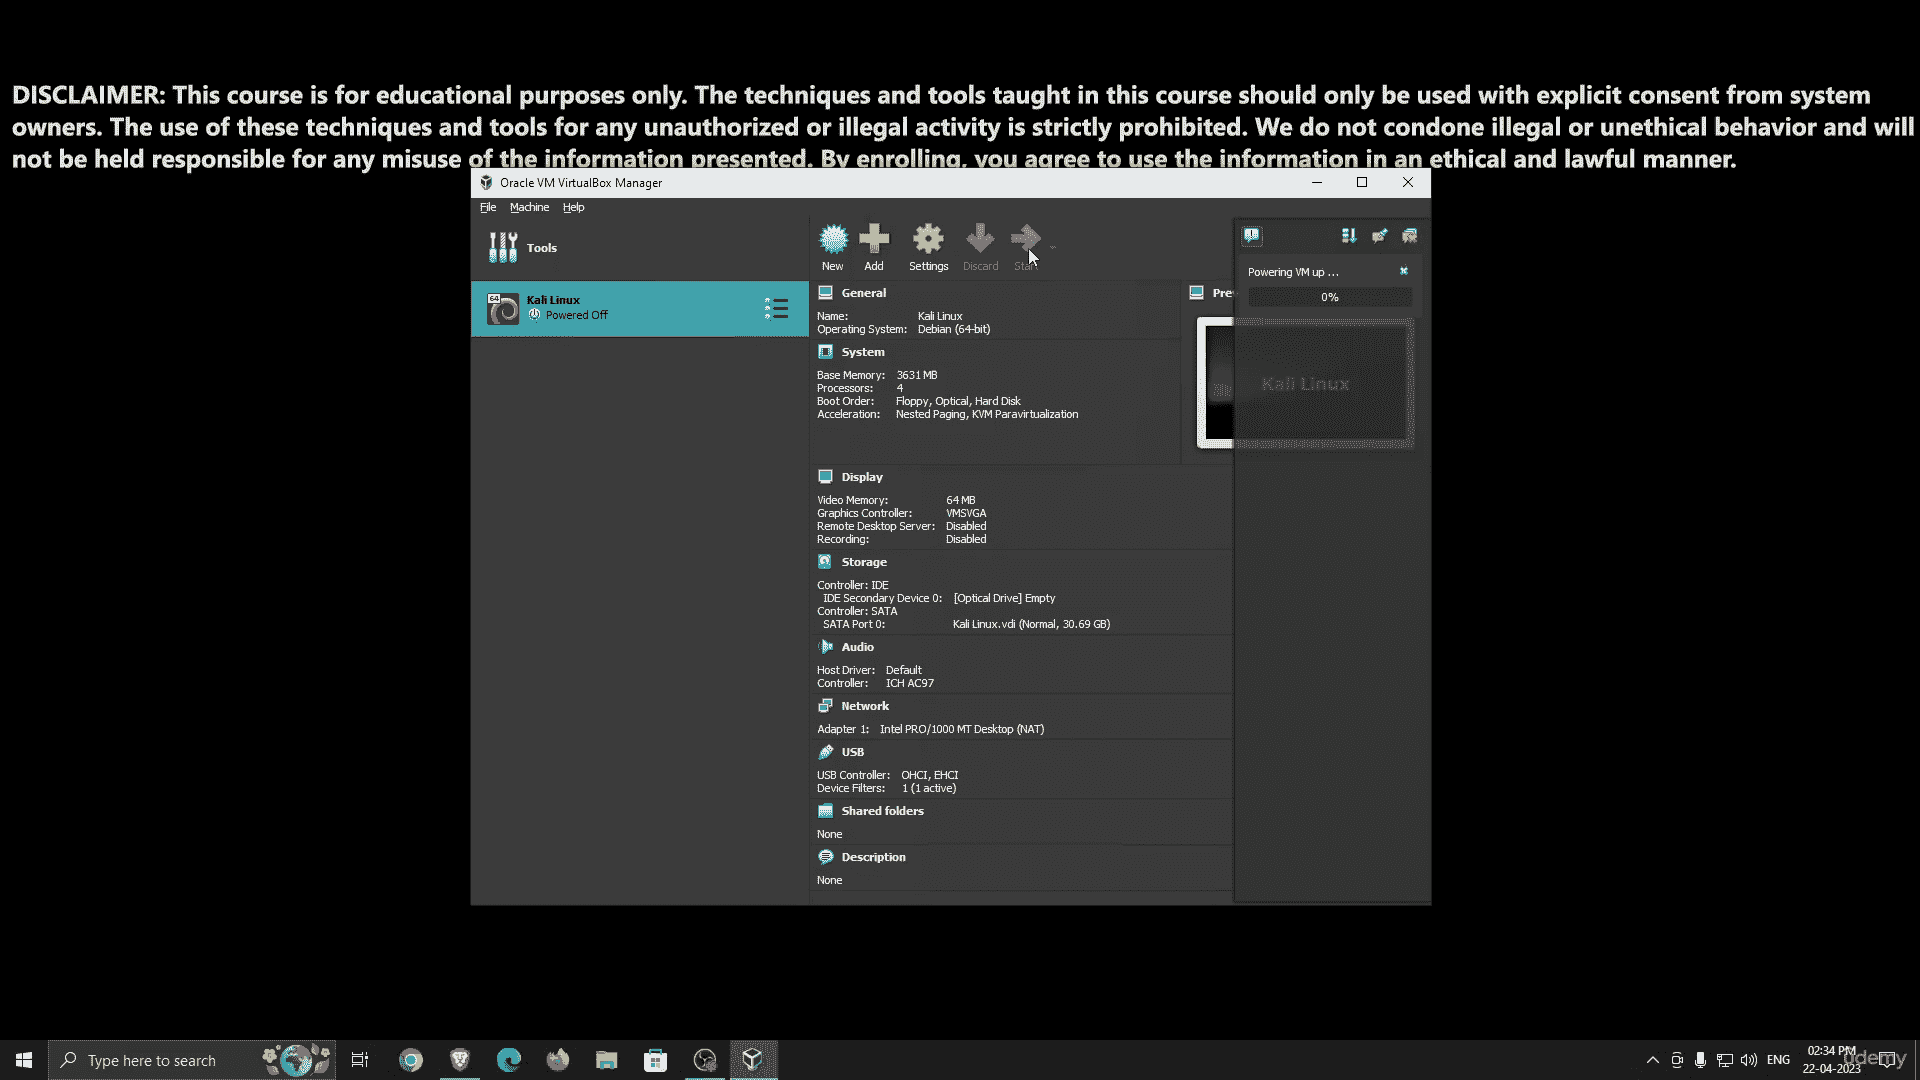 DISCLAIMER: This course is for educational purposes only. The techniques and tools taught in this course should only be used with explicit consent from system
owners. The use of these techniques and tools for any unauthorized or illegal activity is strictly prohibited. We do not condone illegal or unethical behavior and will
not be held responsible for any misuse of the information presented. By enrolling, you agree to use the information in an ethical and lawful manner.
Oracle VM VirtualBox Manager
File Machine Help
Tools
New Add Settings Discard Start
64
Kali Linux
Powered Off
General
Name: Kali Linux
Operating System: Debian (64-bit)
System
Base Memory: 3631 MB
Processors: 4
Boot Order: Floppy, Optical, Hard Disk
Acceleration: Nested Paging, KVM Paravirtualization
Pre
Powering VM up ...
0%
Kali Linux
Display
Video Memory: 64 MB
Graphics Controller: VMSVGA
Remote Desktop Server: Disabled
Recording: Disabled
Storage
Controller: IDE
IDE Secondary Device 0: [Optical Drive] Empty
Controller: SATA
SATA Port 0: Kali Linux.vdi (Normal, 30.69 GB)
Audio
Host Driver: Default
Controller: ICH AC97
Network
Adapter 1: Intel PRO/1000 MT Desktop (NAT)
USB
USB Controller: OHCI, EHCI
Device Filters: 1 (1 active)
Shared folders
None
Description
None
Type here to search
ENG
02:34 PM
22-04-2023
udemy